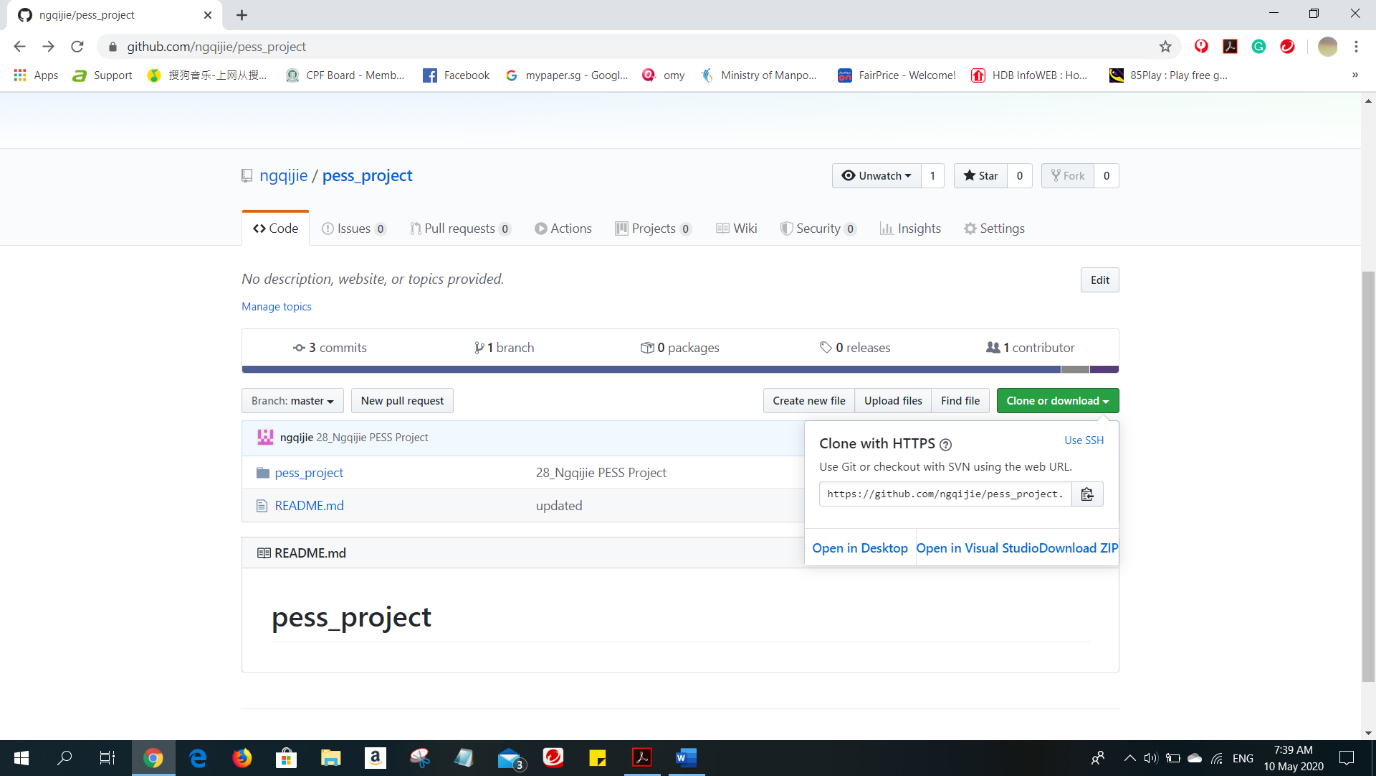 ngqijie/pess_project
github.com/ngqijie/pess_project
Apps Support 搜狗音乐-上网从搜... CPF Board - Memb... Facebook mypaper.sg - Googl... omy Ministry of Manpo... FairPrice - Welcome! HDB InfoWEB : Ho... 85Play : Play free g... »
ngqijie / pess_project Unwatch 1 Star 0 Fork 0
Code Issues 0 Pull requests 0 Actions Projects 0 Wiki Security 0 Insights Settings
No description, website, or topics provided. Edit
Manage topics
3 commits 1 branch 0 packages 0 releases 1 contributor
Branch: master New pull request Create new file Upload files Find file Clone or download
ngqijie 28_Ngqijie PESS Project
Clone with HTTPS Use SSH
Use Git or checkout with SVN using the web URL.
pess_project 28_Ngqijie PESS Project
https://github.com/ngqijie/pess_project.
README.md updated
Open in Desktop Open in Visual Studio Download ZIP
README.md
pess_project
3 ENG 7:39 AM
10 May 2020